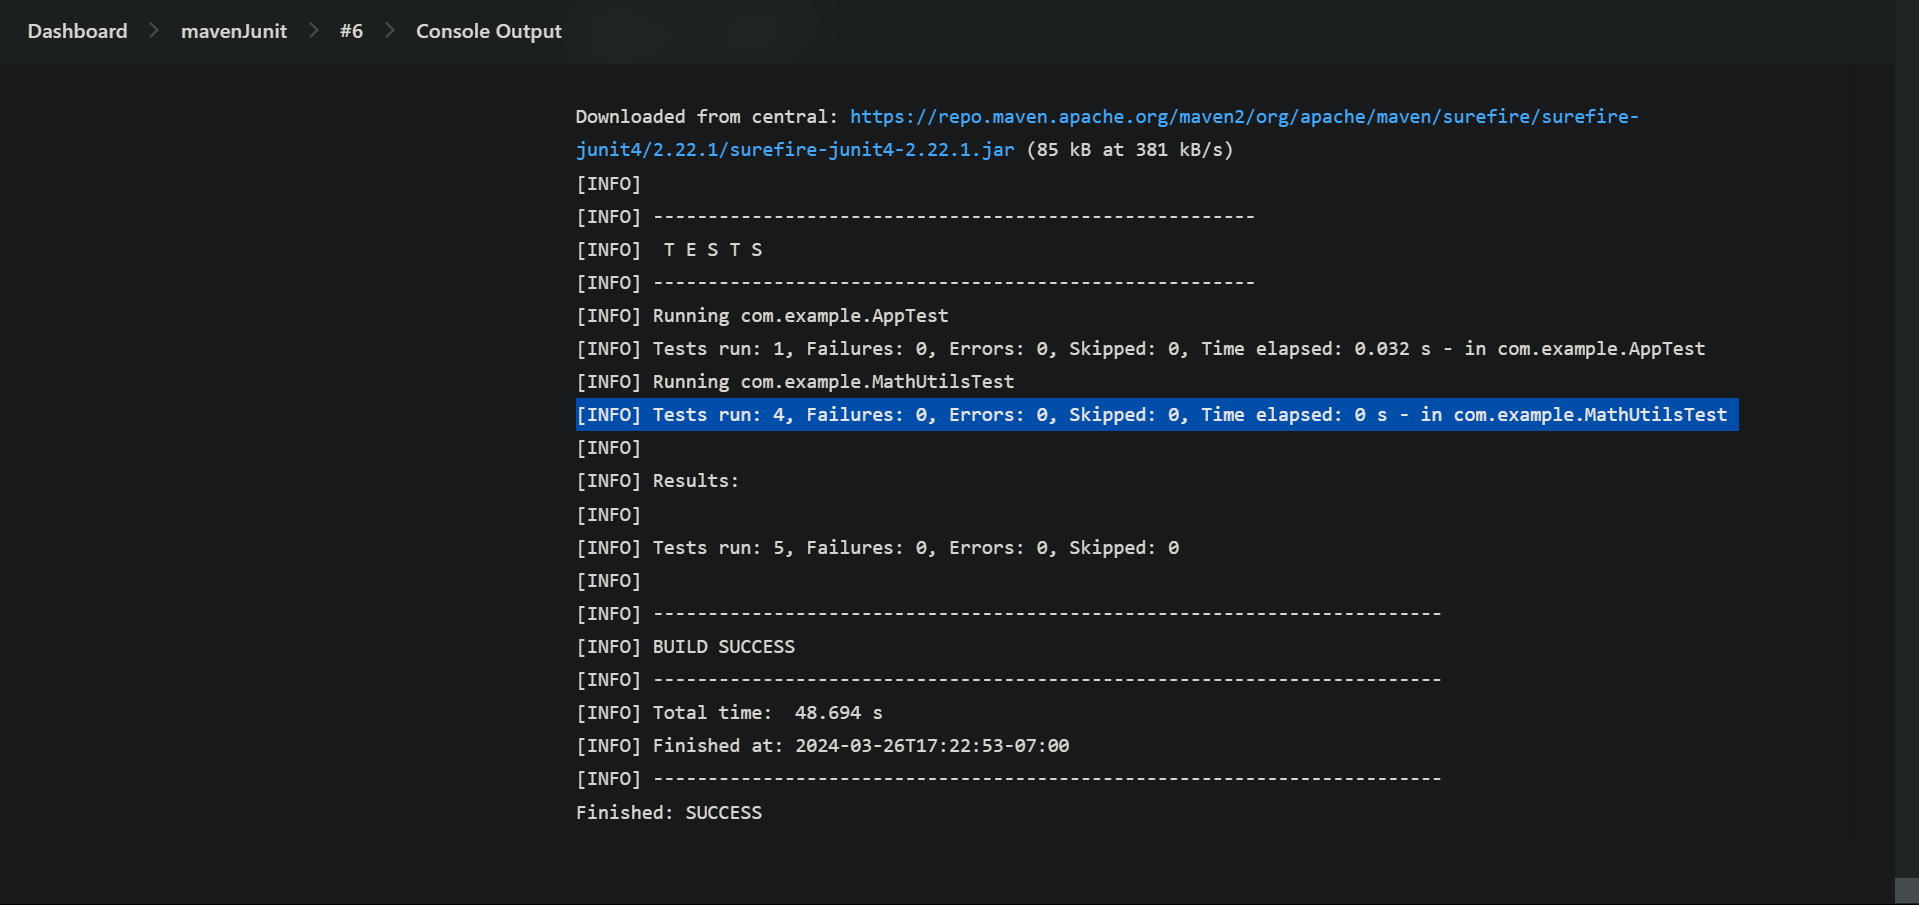 Dashboard > mavenJunit > #6 > Console Output
Downloaded from central: https://repo.maven.apache.org/maven2/org/apache/maven/surefire/surefire-
junit4/2.22.1/surefire-junit4-2.22.1.jar (85 kB at 381 kB/s)
[INFO]
[INFO] -------------------------------------------------------
[INFO]  T E S T S
[INFO] -------------------------------------------------------
[INFO] Running com.example.AppTest
[INFO] Tests run: 1, Failures: 0, Errors: 0, Skipped: 0, Time elapsed: 0.032 s - in com.example.AppTest
[INFO] Running com.example.MathUtilsTest
[INFO] Tests run: 4, Failures: 0, Errors: 0, Skipped: 0, Time elapsed: 0 s - in com.example.MathUtilsTest
[INFO]
[INFO] Results:
[INFO]
[INFO] Tests run: 5, Failures: 0, Errors: 0, Skipped: 0
[INFO]
[INFO] ------------------------------------------------------------------------
[INFO] BUILD SUCCESS
[INFO] ------------------------------------------------------------------------
[INFO] Total time:  48.694 s
[INFO] Finished at: 2024-03-26T17:22:53-07:00
[INFO] ------------------------------------------------------------------------
Finished: SUCCESS